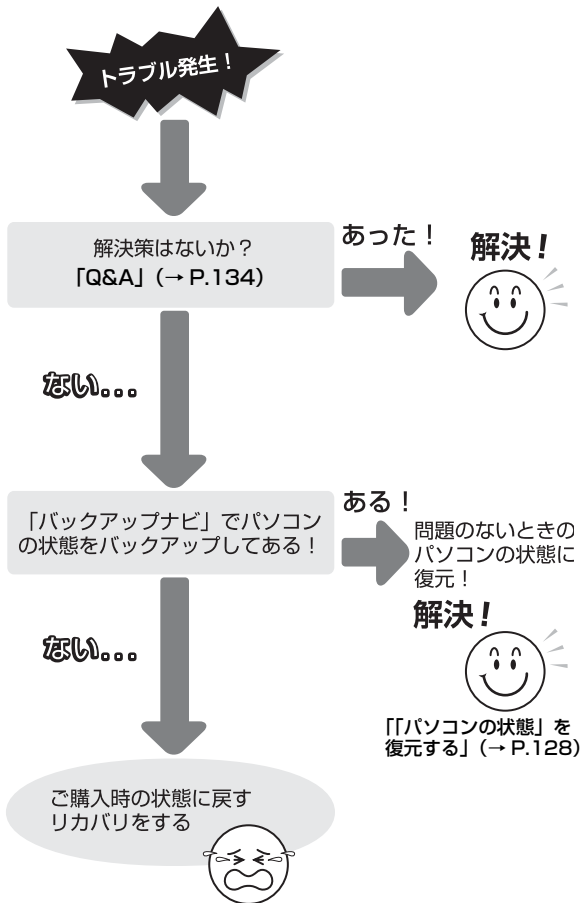 トラブル発生！
解決策はないか？
「Q&A」（→ P.134）
あった！
解決！
ない...
「バックアップナビ」でパソコン
の状態をバックアップしてある！
ある！
問題のないときの
パソコンの状態に
復元！
解決！
「「パソコンの状態」を
復元する」（→ P.128）
ない...
ご購入時の状態に戻す
リカバリをする